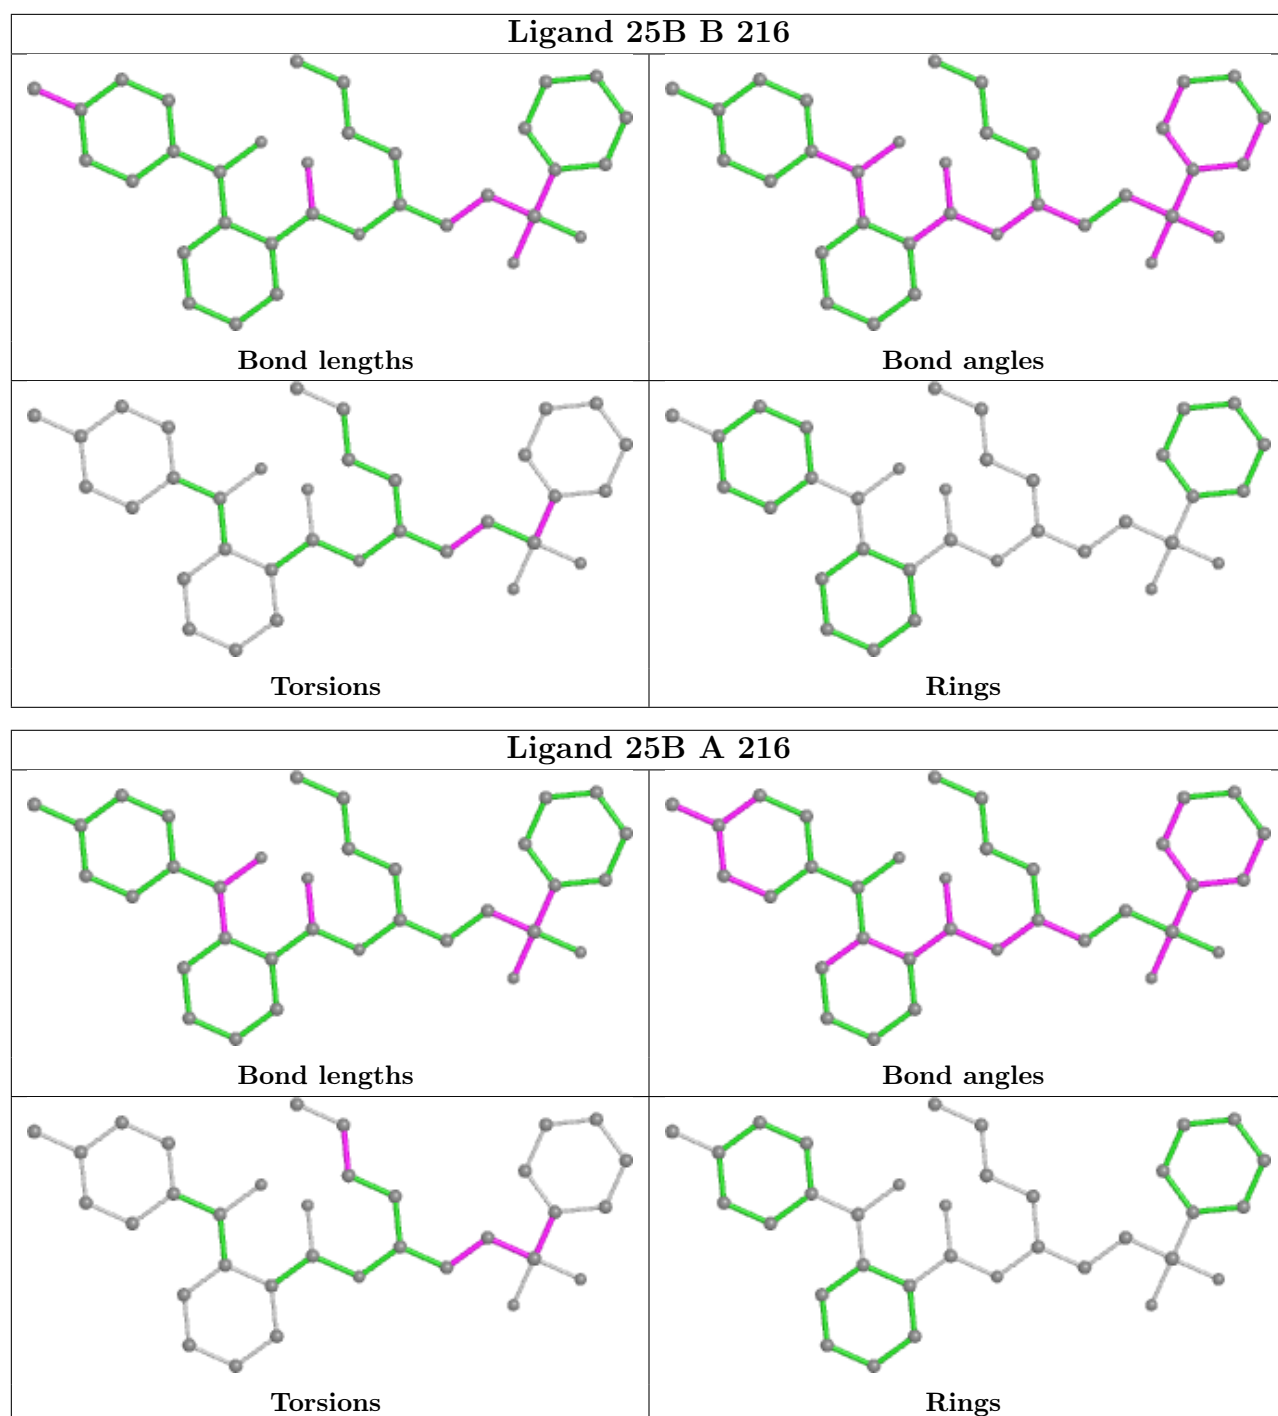 Ligand 25B B 216
Bond lengths
Bond angles
Torsions
Rings
Ligand 25B A 216
Bond lengths
Bond angles
Torsions
Rings